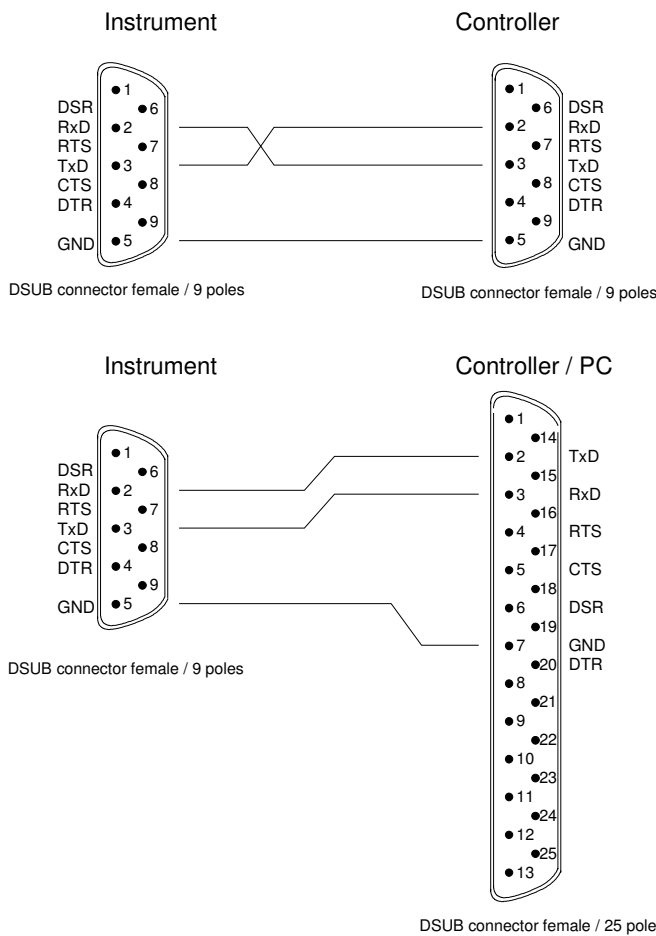 Instrument
Controller
1
DSR 6
RxD 2
RTS 7
TxD 3
CTS 8
DTR 4
9
GND 5
1
6 DSR
2 RxD
7 RTS
3 TxD
8 CTS
4 DTR
9
5 GND
DSUB connector female / 9 poles
DSUB connector female / 9 poles
Instrument
Controller / PC
1
DSR 6
RxD 2
RTS 7
TxD 3
CTS 8
DTR 4
9
GND 5
DSUB connector female / 9 poles
1
14
2 TxD
15
3 RxD
16
4 RTS
17
5 CTS
18
6 DSR
19
7 GND
20 DTR
8
21
9
22
10
23
11
24
12
25
13
DSUB connector female / 25 pole